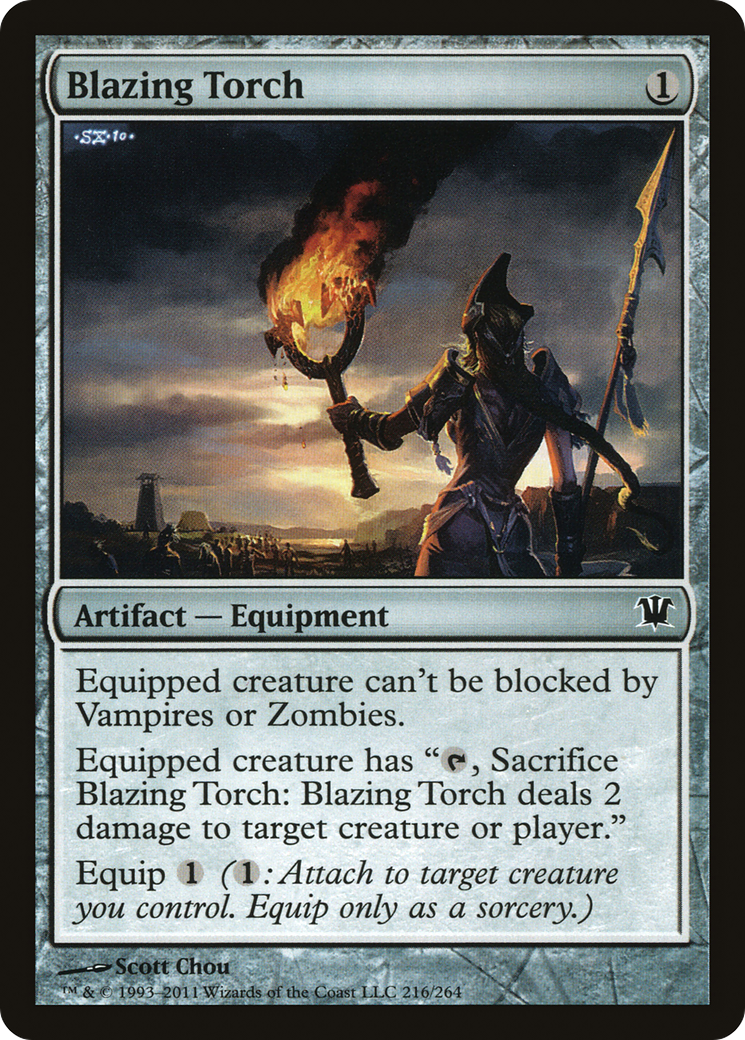 Blazing Torch 1
·SZ·10·
Artifact — Equipment
Equipped creature can't be blocked by
Vampires or Zombies.
Equipped creature has “, Sacrifice
Blazing Torch: Blazing Torch deals 2
damage to target creature or player.”
Equip 1 (1: Attach to target creature
you control. Equip only as a sorcery.)
Scott Chou
™ & © 1993–2011 Wizards of the Coast LLC 216/264